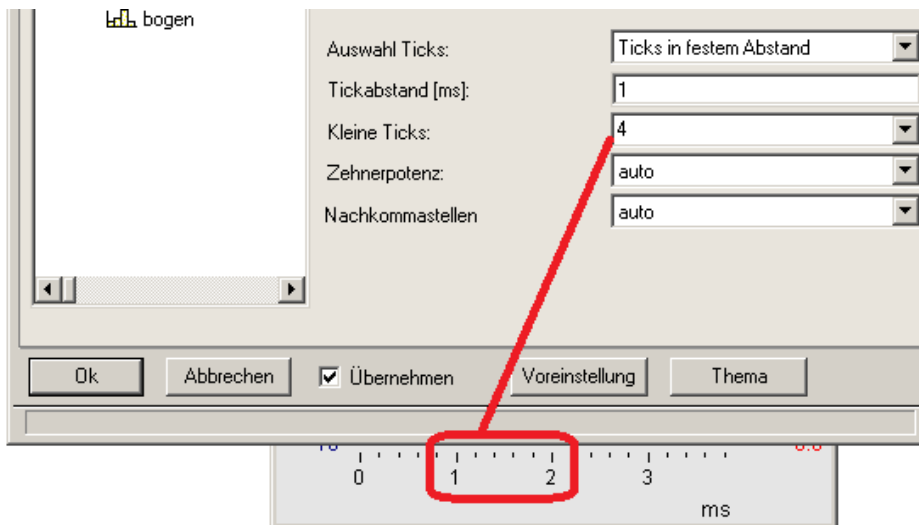 bogen
Auswahl Ticks: Ticks in festem Abstand
Tickabstand [ms]: 1
Kleine Ticks: 4
Zehnerpotenz: auto
Nachkommastellen auto
Ok Abbrechen Übernehmen Voreinstellung Thema
0 1 2 3
ms